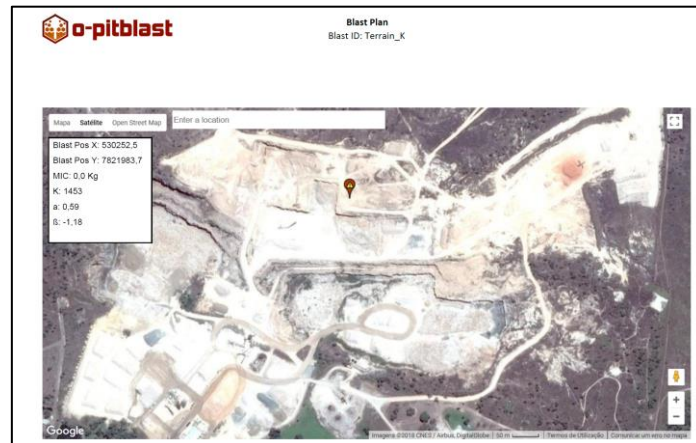 o-pitblast
Blast Plan
Blast ID: Terrain_K
Mapa Satélite Open Street Map
Enter a location
Blast Pos X: 530252,5
Blast Pos Y: 7821983,7
MIC: 0,0 Kg
K: 1453
a: 0,59
ß: -1,18
+
−
Google
Imagens ©2018 CNES / Airbus, DigitalGlobe 50 m Termos de Utilização Comunicar um erro no mapa